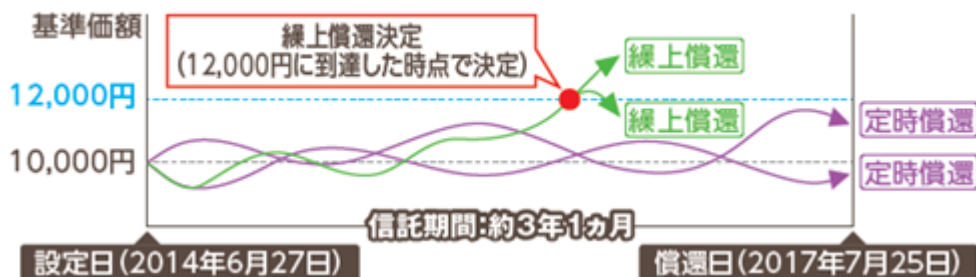 基準価額
繰上償還決定
(12,000円に到達した時点で決定)
繰上償還
12,000円
繰上償還
定時償還
10,000円
定時償還
信託期間:約3年1ヵ月
設定日(2014年6月27日)
償還日(2017年7月25日)